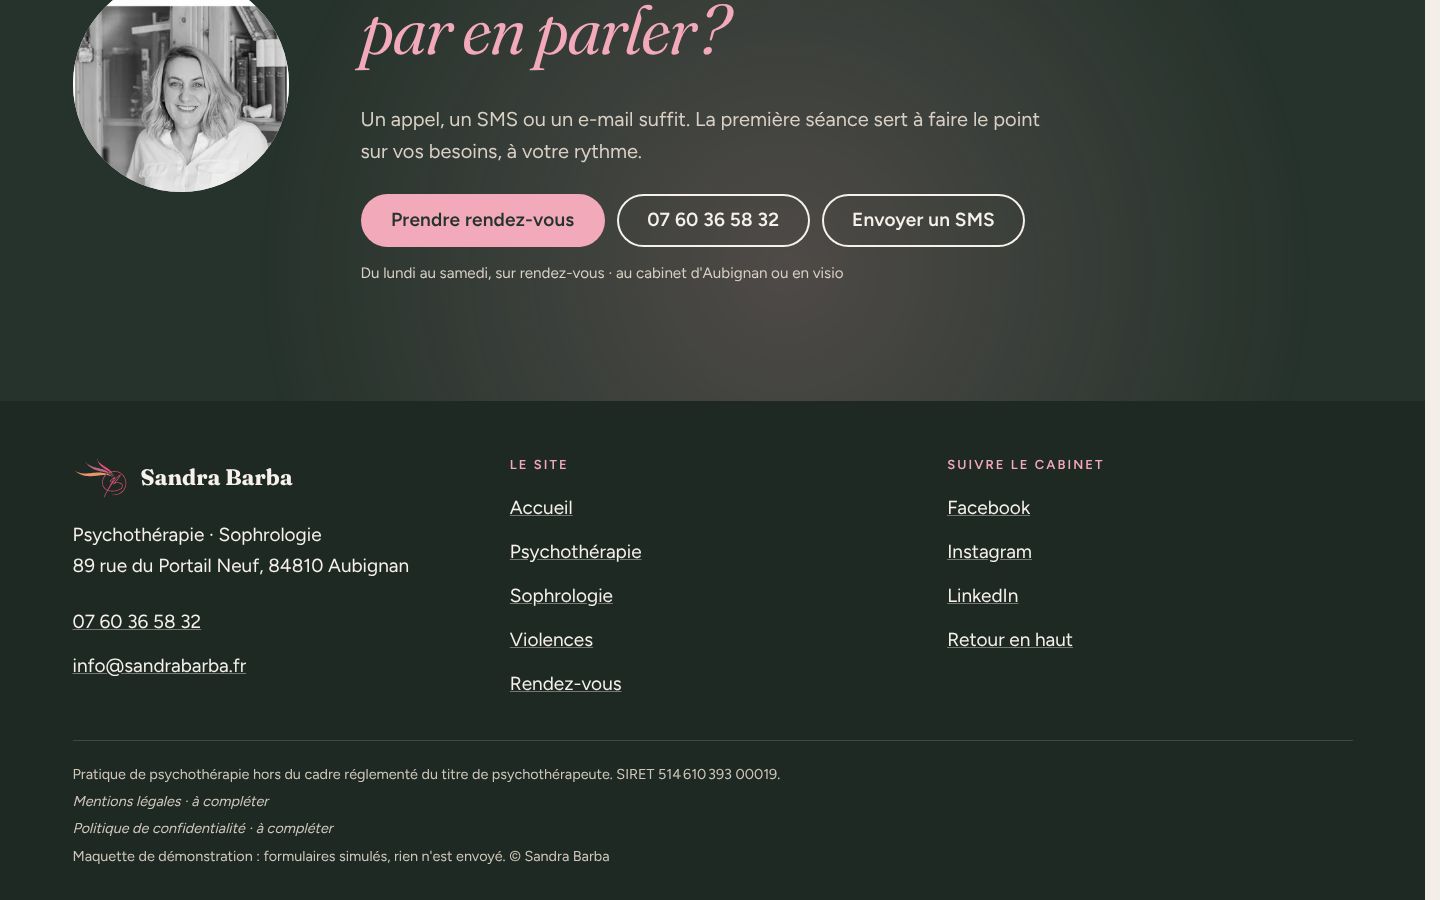 par en parler ?
Un appel, un SMS ou un e-mail suffit. La première séance sert à faire le point
sur vos besoins, à votre rythme.
Prendre rendez-vous
07 60 36 58 32
Envoyer un SMS
Du lundi au samedi, sur rendez-vous · au cabinet d'Aubignan ou en visio
Sandra Barba
Psychothérapie · Sophrologie
89 rue du Portail Neuf, 84810 Aubignan
07 60 36 58 32
info@sandrabarba.fr
LE SITE
Accueil
Psychothérapie
Sophrologie
Violences
Rendez-vous
SUIVRE LE CABINET
Facebook
Instagram
LinkedIn
Retour en haut
Pratique de psychothérapie hors du cadre réglementé du titre de psychothérapeute. SIRET 514 610 393 00019.
Mentions légales · à compléter
Politique de confidentialité · à compléter
Maquette de démonstration : formulaires simulés, rien n'est envoyé. © Sandra Barba